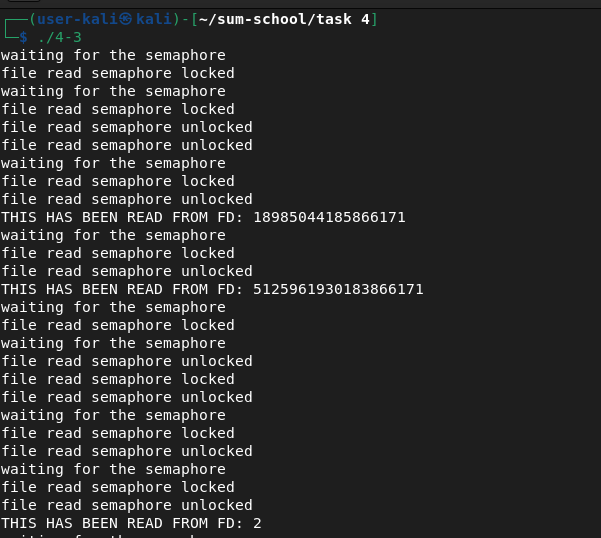 ┌──(user-kali㉿kali)-[~/sum-school/task 4]
└─$ ./4-3
waiting for the semaphore
file read semaphore locked
waiting for the semaphore
file read semaphore locked
file read semaphore unlocked
file read semaphore unlocked
waiting for the semaphore
file read semaphore locked
file read semaphore unlocked
THIS HAS BEEN READ FROM FD: 18985044185866171
waiting for the semaphore
file read semaphore locked
file read semaphore unlocked
THIS HAS BEEN READ FROM FD: 5125961930183866171
waiting for the semaphore
file read semaphore locked
waiting for the semaphore
file read semaphore unlocked
file read semaphore locked
file read semaphore unlocked
waiting for the semaphore
file read semaphore locked
file read semaphore unlocked
waiting for the semaphore
file read semaphore locked
file read semaphore unlocked
THIS HAS BEEN READ FROM FD: 2